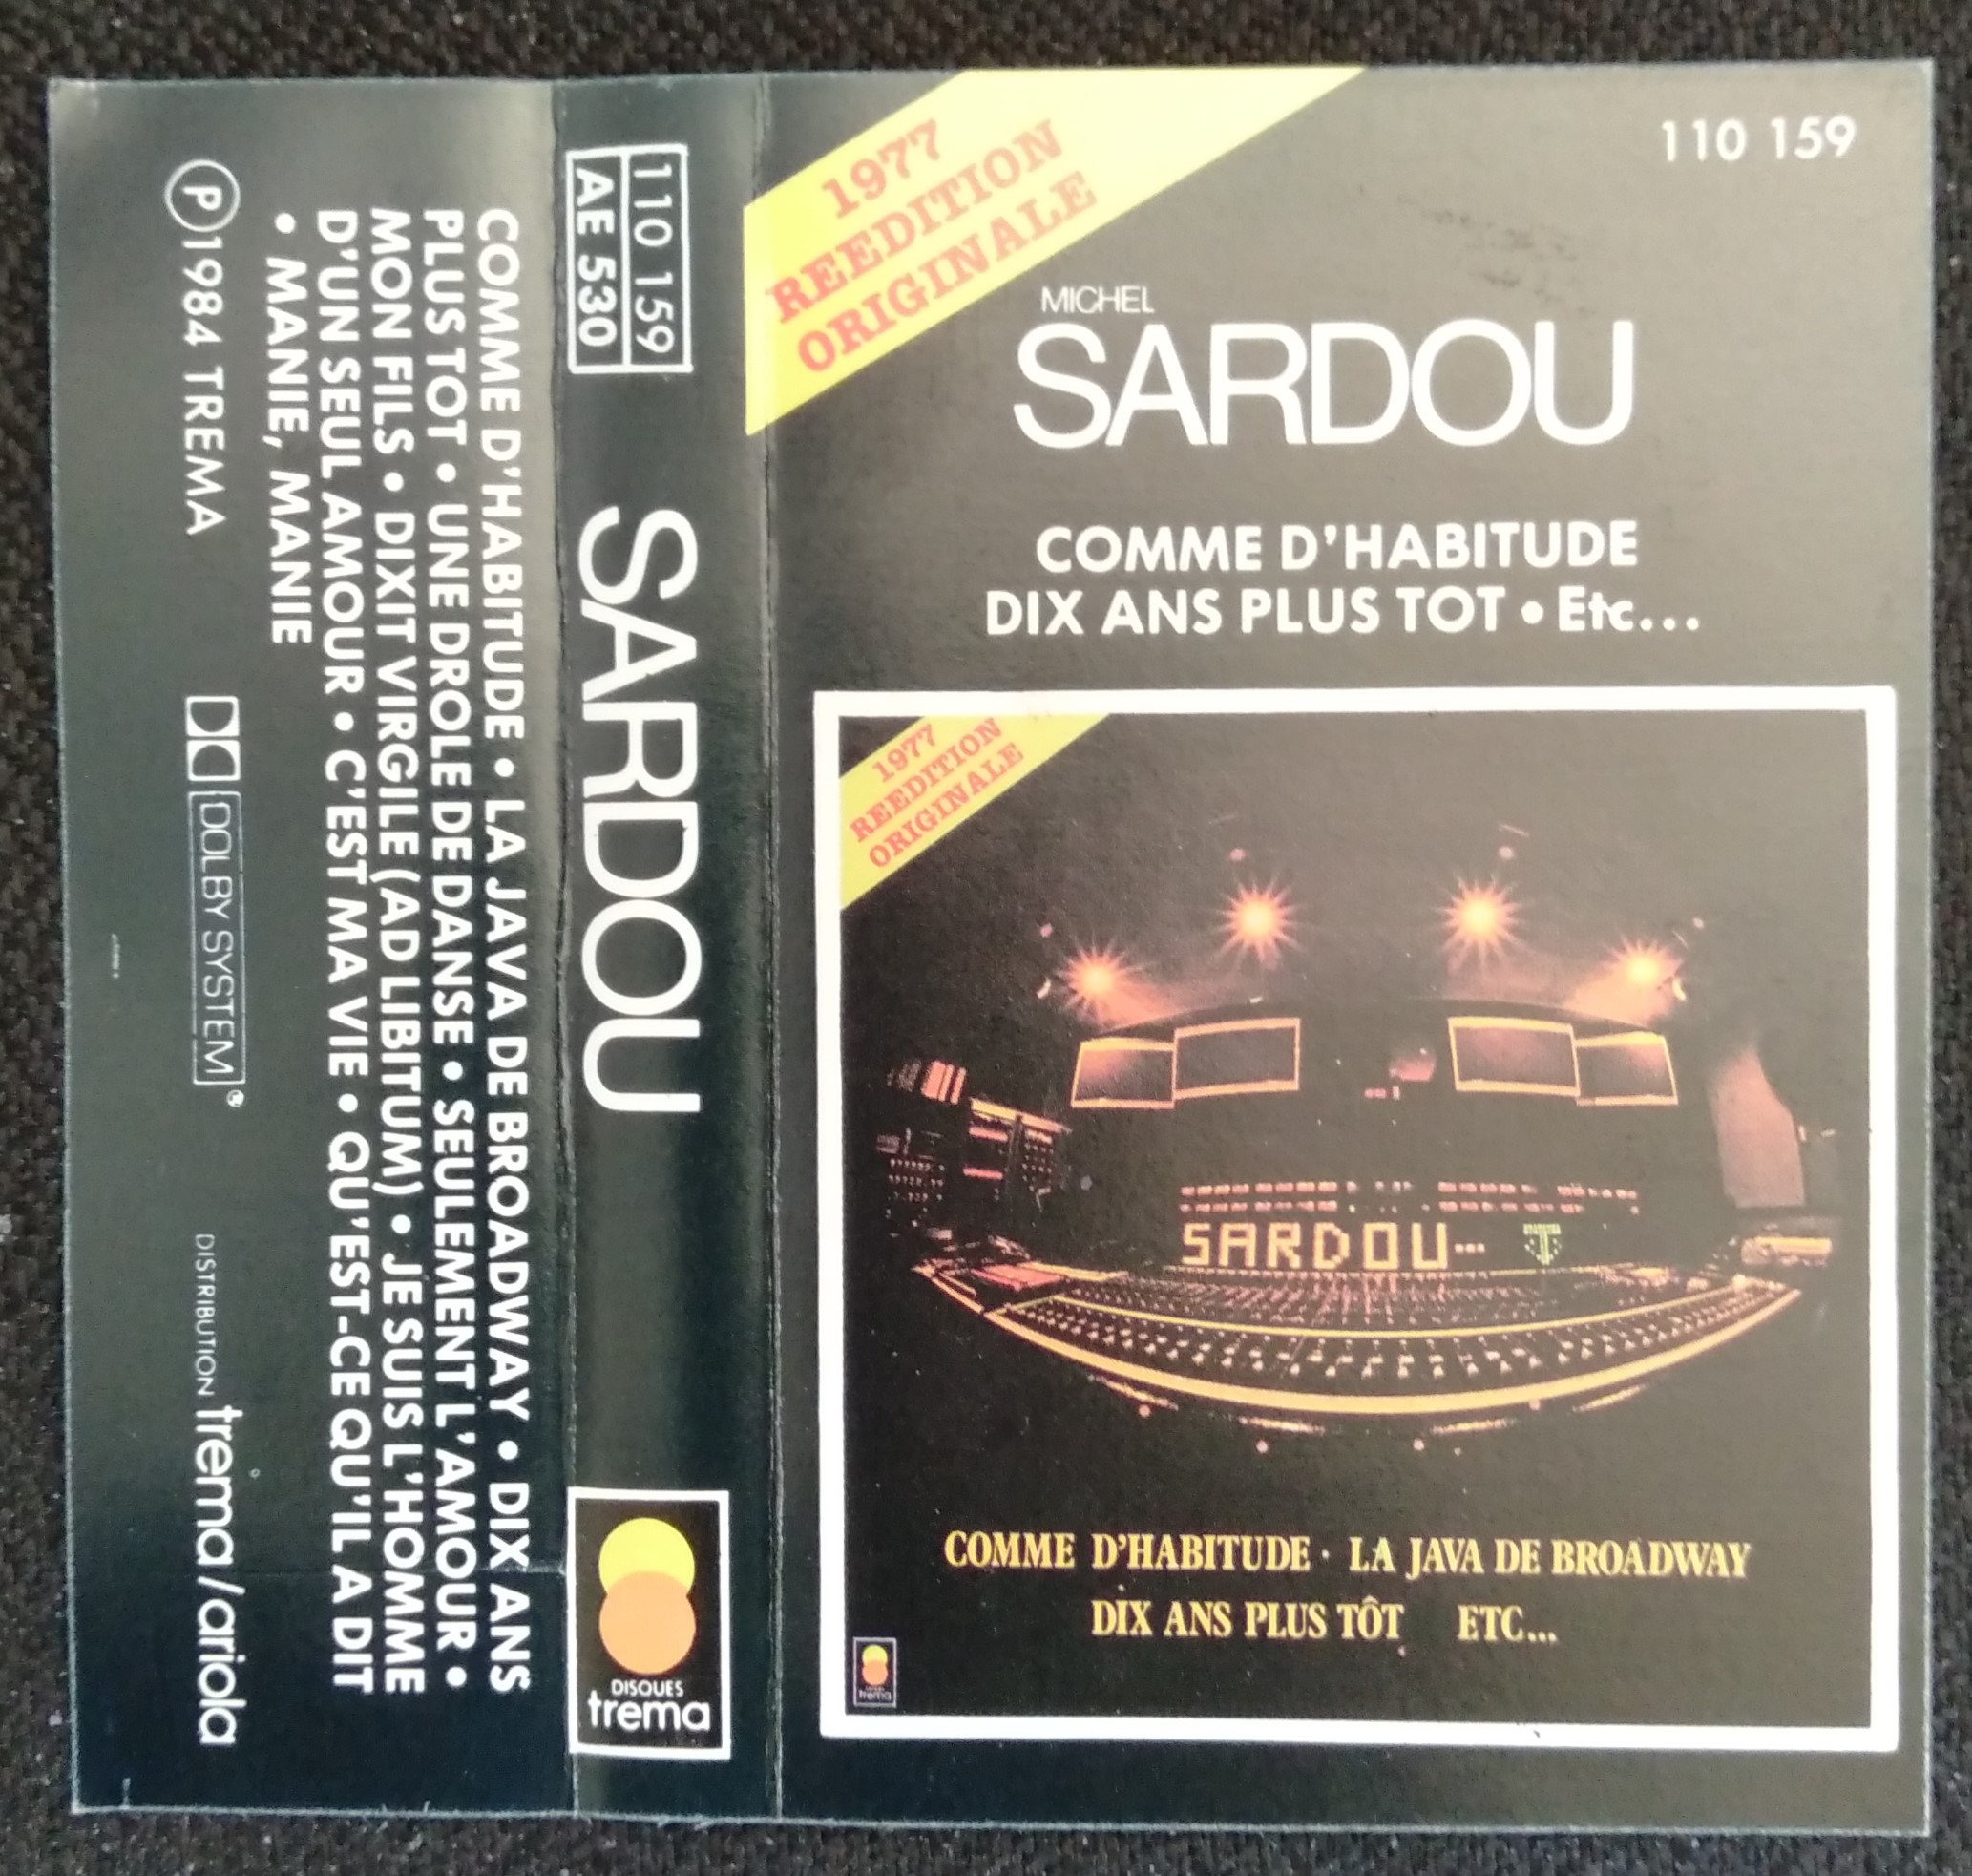 COMME D'HABITUDE • LA JAVA DE BROADWAY • DIX ANS
PLUS TOT • UNE DROLE DE DANSE • SEULEMENT L'AMOUR •
MON FILS • DIXIT VIRGILE (AD LIBITUM) • JE SUIS L'HOMME
D'UN SEUL AMOUR • C'EST MA VIE • QU'EST-CE QU'IL A DIT
• MANIE, MANIE
Ⓟ 1984 TREMA
DOLBY SYSTEM
DISTRIBUTION trema/ariola
110 159
AE 530
SARDOU
DISQUES
trema
1977
REEDITION
ORIGINALE
110 159
MICHEL
SARDOU
COMME D'HABITUDE
DIX ANS PLUS TOT • Etc...
1977
REEDITION
ORIGINALE
SARDOU...
COMME D'HABITUDE · LA JAVA DE BROADWAY
DIX ANS PLUS TÔT ETC...
trema